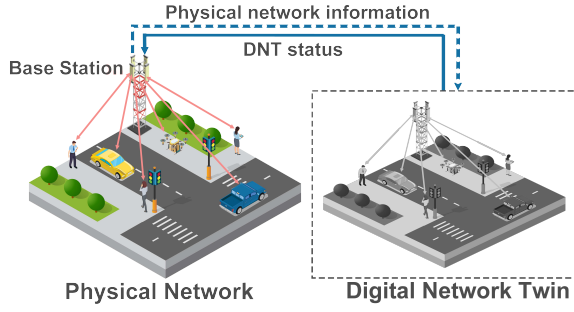 Physical network information
DNT status
Base Station
Physical Network
Digital Network Twin